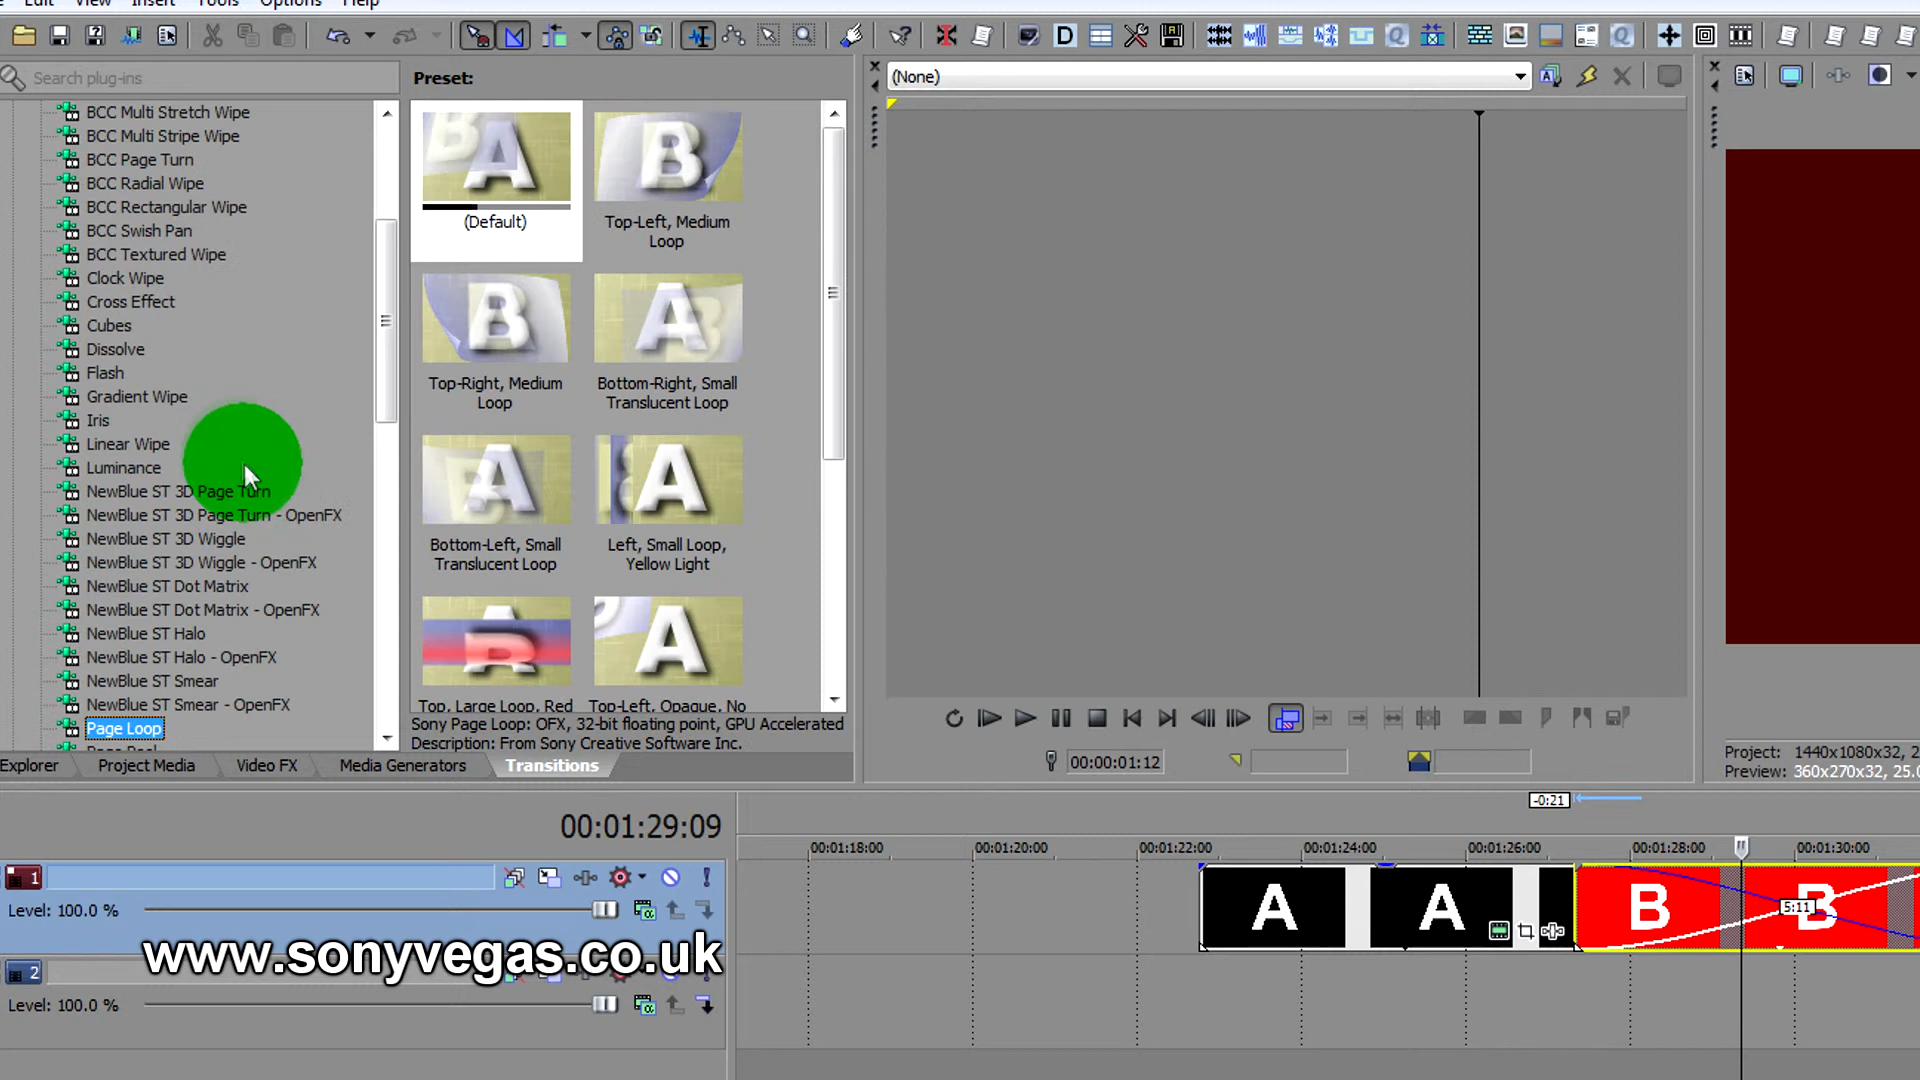 Edit View Insert Tools Options Help
Search plug-ins
BCC Multi Stretch Wipe
BCC Multi Stripe Wipe
BCC Page Turn
BCC Radial Wipe
BCC Rectangular Wipe
BCC Swish Pan
BCC Textured Wipe
Clock Wipe
Cross Effect
Cubes
Dissolve
Flash
Gradient Wipe
Iris
Linear Wipe
Luminance
NewBlue ST 3D Page Turn
NewBlue ST 3D Page Turn - OpenFX
NewBlue ST 3D Wiggle
NewBlue ST 3D Wiggle - OpenFX
NewBlue ST Dot Matrix
NewBlue ST Dot Matrix - OpenFX
NewBlue ST Halo
NewBlue ST Halo - OpenFX
NewBlue ST Smear
NewBlue ST Smear - OpenFX
Page Loop
Page Peel
Preset:
B A
B
(Default)
Top-Left, Medium
Loop
B
A B
Top-Right, Medium
Loop
Bottom-Right, Small
Translucent Loop
B A
A
Bottom-Left, Small
Translucent Loop
Left, Small Loop,
Yellow Light
B
A
Top, Large Loop, Red
Top-Left, Opaque, No
Sony Page Loop: OFX, 32-bit floating point, GPU Accelerated
Description: From Sony Creative Software Inc.
Explorer Project Media Video FX Media Generators Transitions
(None)
00:00:01:12
Project: 1440x1080x32, 2
Preview: 360x270x32, 25.0
-0:21
00:01:29:09
00:01:18:00 00:01:20:00 00:01:22:00 00:01:24:00 00:01:26:00 00:01:28:00 00:01:30:00
1
Level: 100.0 %
A A B B
5:11
www.sonyvegas.co.uk
2
Level: 100.0 %